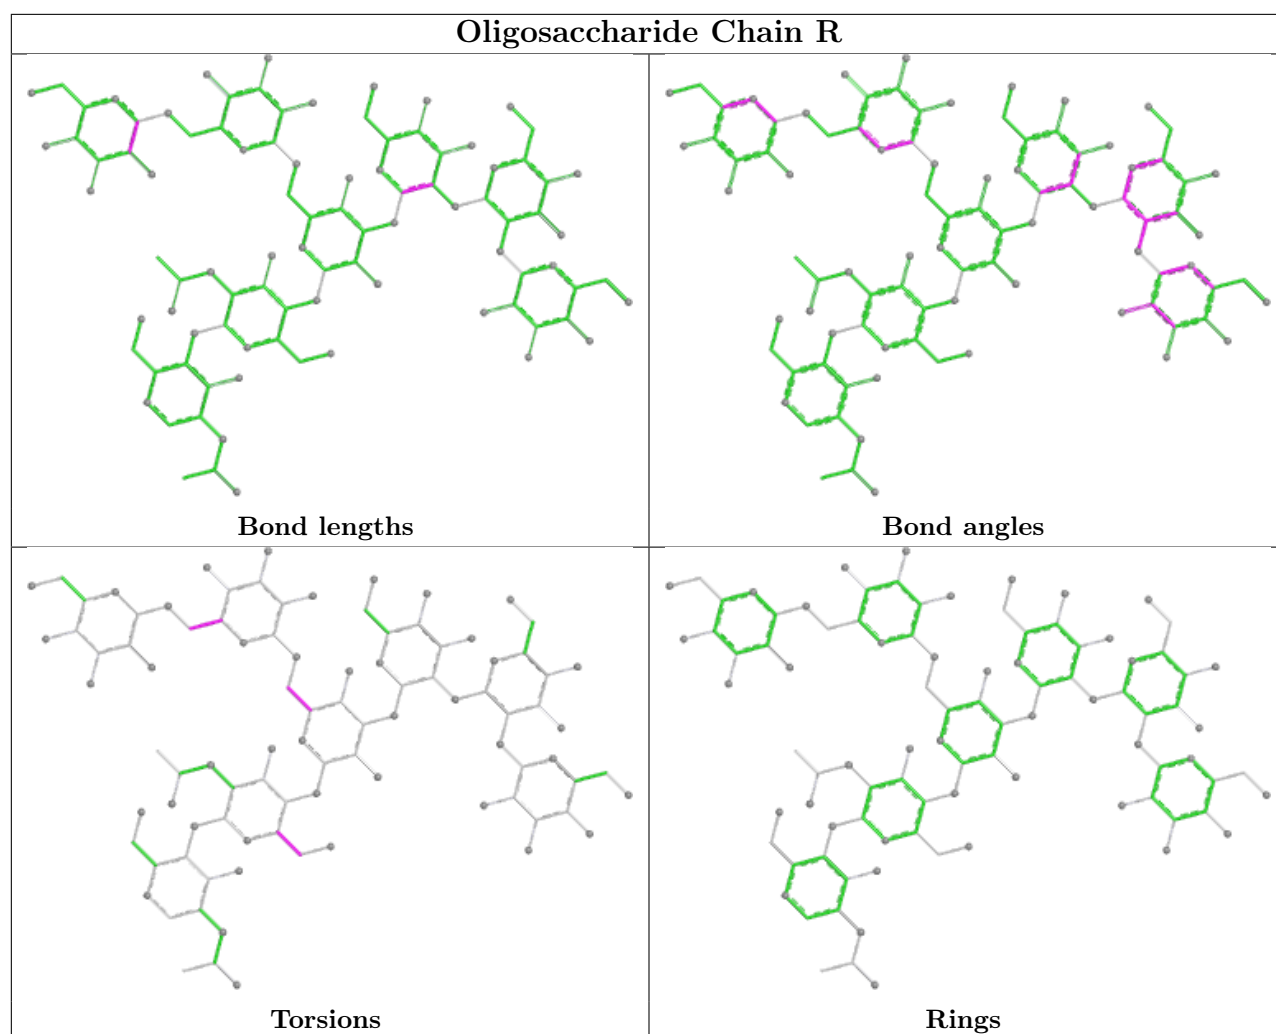 Oligosaccharide Chain R
Bond lengths
Bond angles
Torsions
Rings